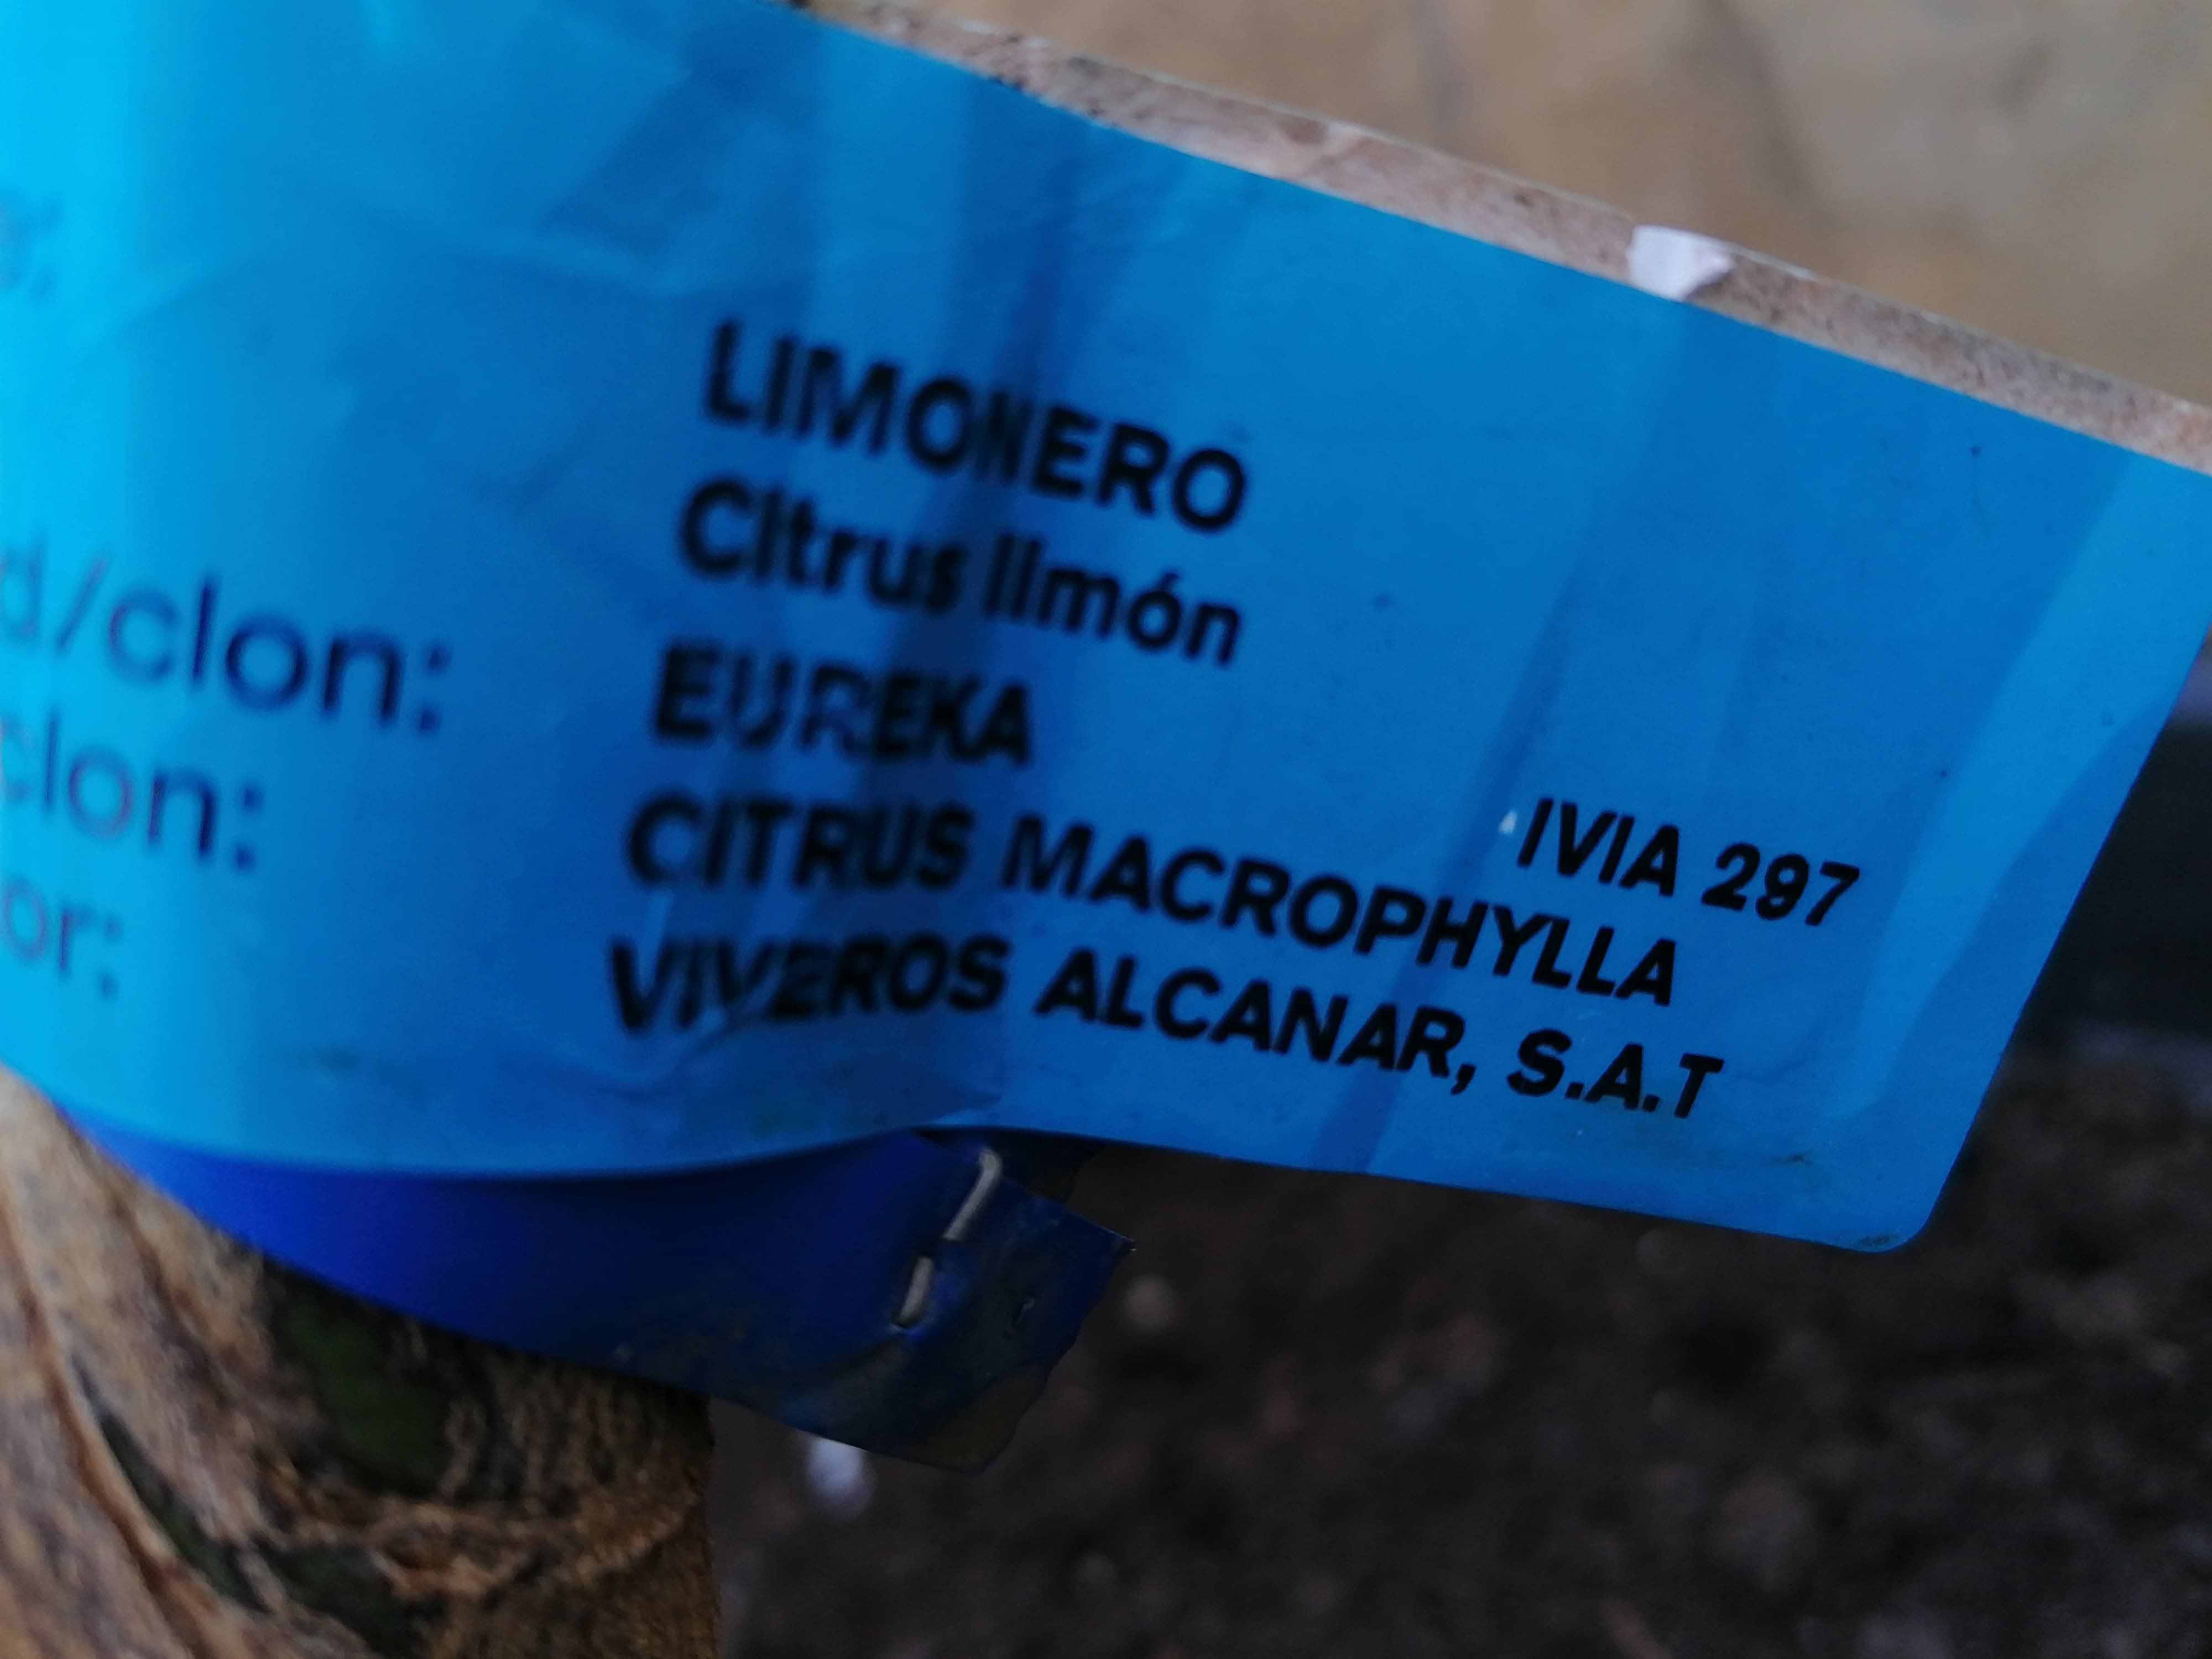 LIMONERO
Citrus limón
d/clon: EUREKA IVIA 297
clon: CITRUS MACROPHYLLA
or: VIVEROS ALCANAR, S.A.T